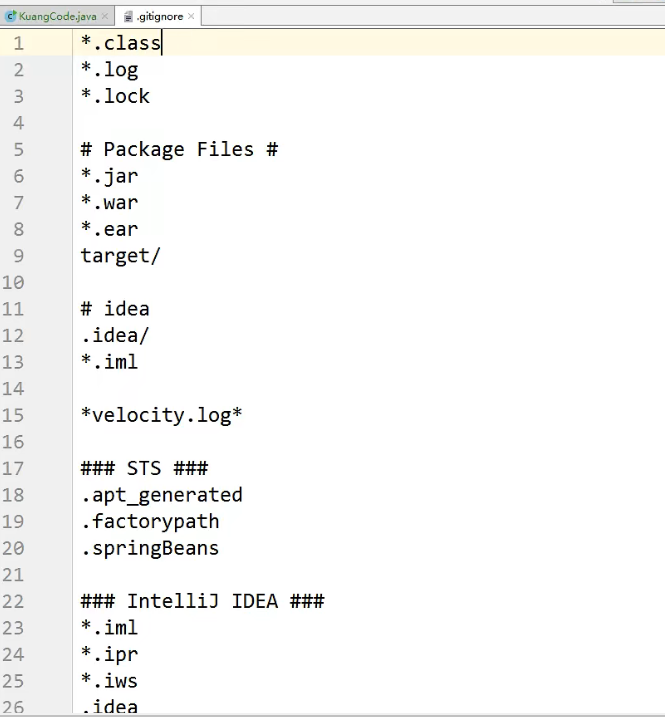 KuangCode.java
.gitignore
1 *.class
2 *.log
3 *.lock
4
5 # Package Files #
6 *.jar
7 *.war
8 *.ear
9 target/
10
11 # idea
12 .idea/
13 *.iml
14
15 *velocity.log*
16
17 ### STS ###
18 .apt_generated
19 .factorypath
20 .springBeans
21
22 ### IntelliJ IDEA ###
23 *.iml
24 *.ipr
25 *.iws
26 .idea